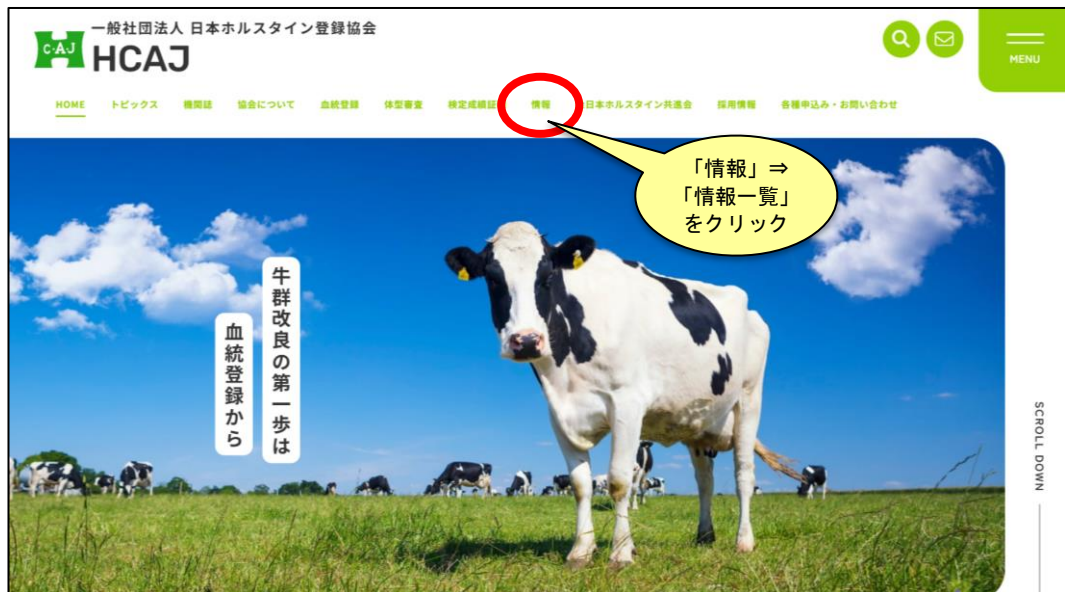 一般社団法人 日本ホルスタイン登録協会
C·A·J
HCAJ
MENU
HOME トピックス 機関誌 協会について 血統登録 体型審査 検定成績証 情報 日本ホルスタイン共進会 採用情報 各種申込み・お問い合わせ
「情報」⇒
「情報一覧」
をクリック
牛群改良の第一歩は
血統登録から
SCROLL DOWN